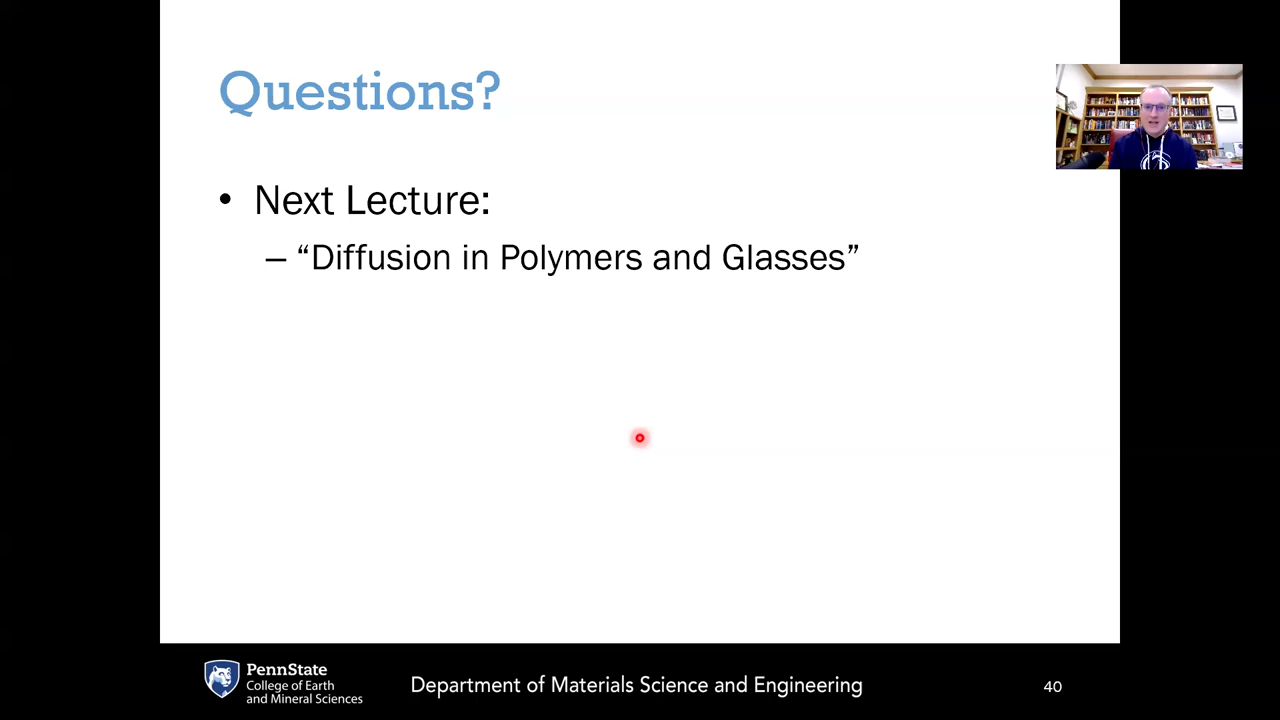 Questions?
• Next Lecture:
– “Diffusion in Polymers and Glasses”
PennState
College of Earth
and Mineral Sciences
Department of Materials Science and Engineering
40